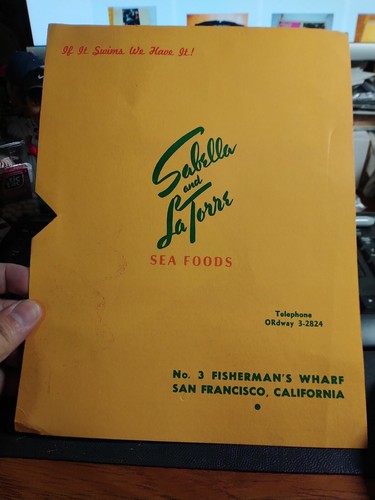 If It Swims We Have It!
Sabella
and
La Torre
SEA FOODS
Telephone
ORdway 3-2824
No. 3 FISHERMAN'S WHARF
SAN FRANCISCO, CALIFORNIA